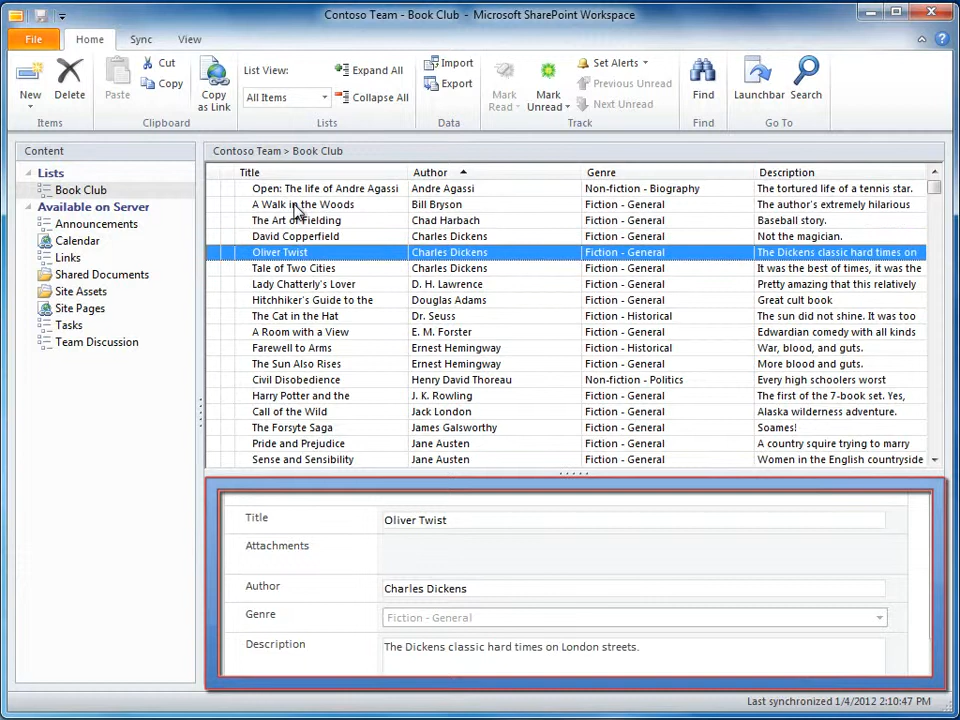 Contoso Team - Book Club - Microsoft SharePoint Workspace
File Home Sync View
New Delete Paste Cut Copy Copy as Link
List View: All Items Expand All Collapse All
Import Export
Mark Read Mark Unread Set Alerts Previous Unread Next Unread
Find Launchbar Search
Items Clipboard Lists Data Track Find Go To
Content
Lists
Book Club
Available on Server
Announcements
Calendar
Links
Shared Documents
Site Assets
Site Pages
Tasks
Team Discussion
Contoso Team > Book Club
Title Author Genre Description
Open: The life of Andre Agassi Andre Agassi Non-fiction - Biography The tortured life of a tennis star.
A Walk in the Woods Bill Bryson Fiction - General The author's extremely hilarious
The Art of Fielding Chad Harbach Fiction - General Baseball story.
David Copperfield Charles Dickens Fiction - General Not the magician.
Oliver Twist Charles Dickens Fiction - General The Dickens classic hard times on
Tale of Two Cities Charles Dickens Fiction - General It was the best of times, it was the
Lady Chatterly's Lover D. H. Lawrence Fiction - General Pretty amazing that this relatively
Hitchhiker's Guide to the Douglas Adams Fiction - General Great cult book
The Cat in the Hat Dr. Seuss Fiction - Historical The sun did not shine. It was too
A Room with a View E. M. Forster Fiction - General Edwardian comedy with all kinds
Farewell to Arms Ernest Hemingway Fiction - Historical War, blood, and guts.
The Sun Also Rises Ernest Hemingway Fiction - General More blood and guts.
Civil Disobedience Henry David Thoreau Non-fiction - Politics Every high schoolers worst
Harry Potter and the J. K. Rowling Fiction - General The first of the 7-book set. Yes,
Call of the Wild Jack London Fiction - General Alaska wilderness adventure.
The Forsyte Saga James Galsworthy Fiction - General Soames!
Pride and Prejudice Jane Austen Fiction - General A country squire trying to marry
Sense and Sensibility Jane Austen Fiction - General Women in the English countryside
Title Oliver Twist
Attachments
Author Charles Dickens
Genre Fiction - General
Description The Dickens classic hard times on London streets.
Last synchronized 1/4/2012 2:10:47 PM